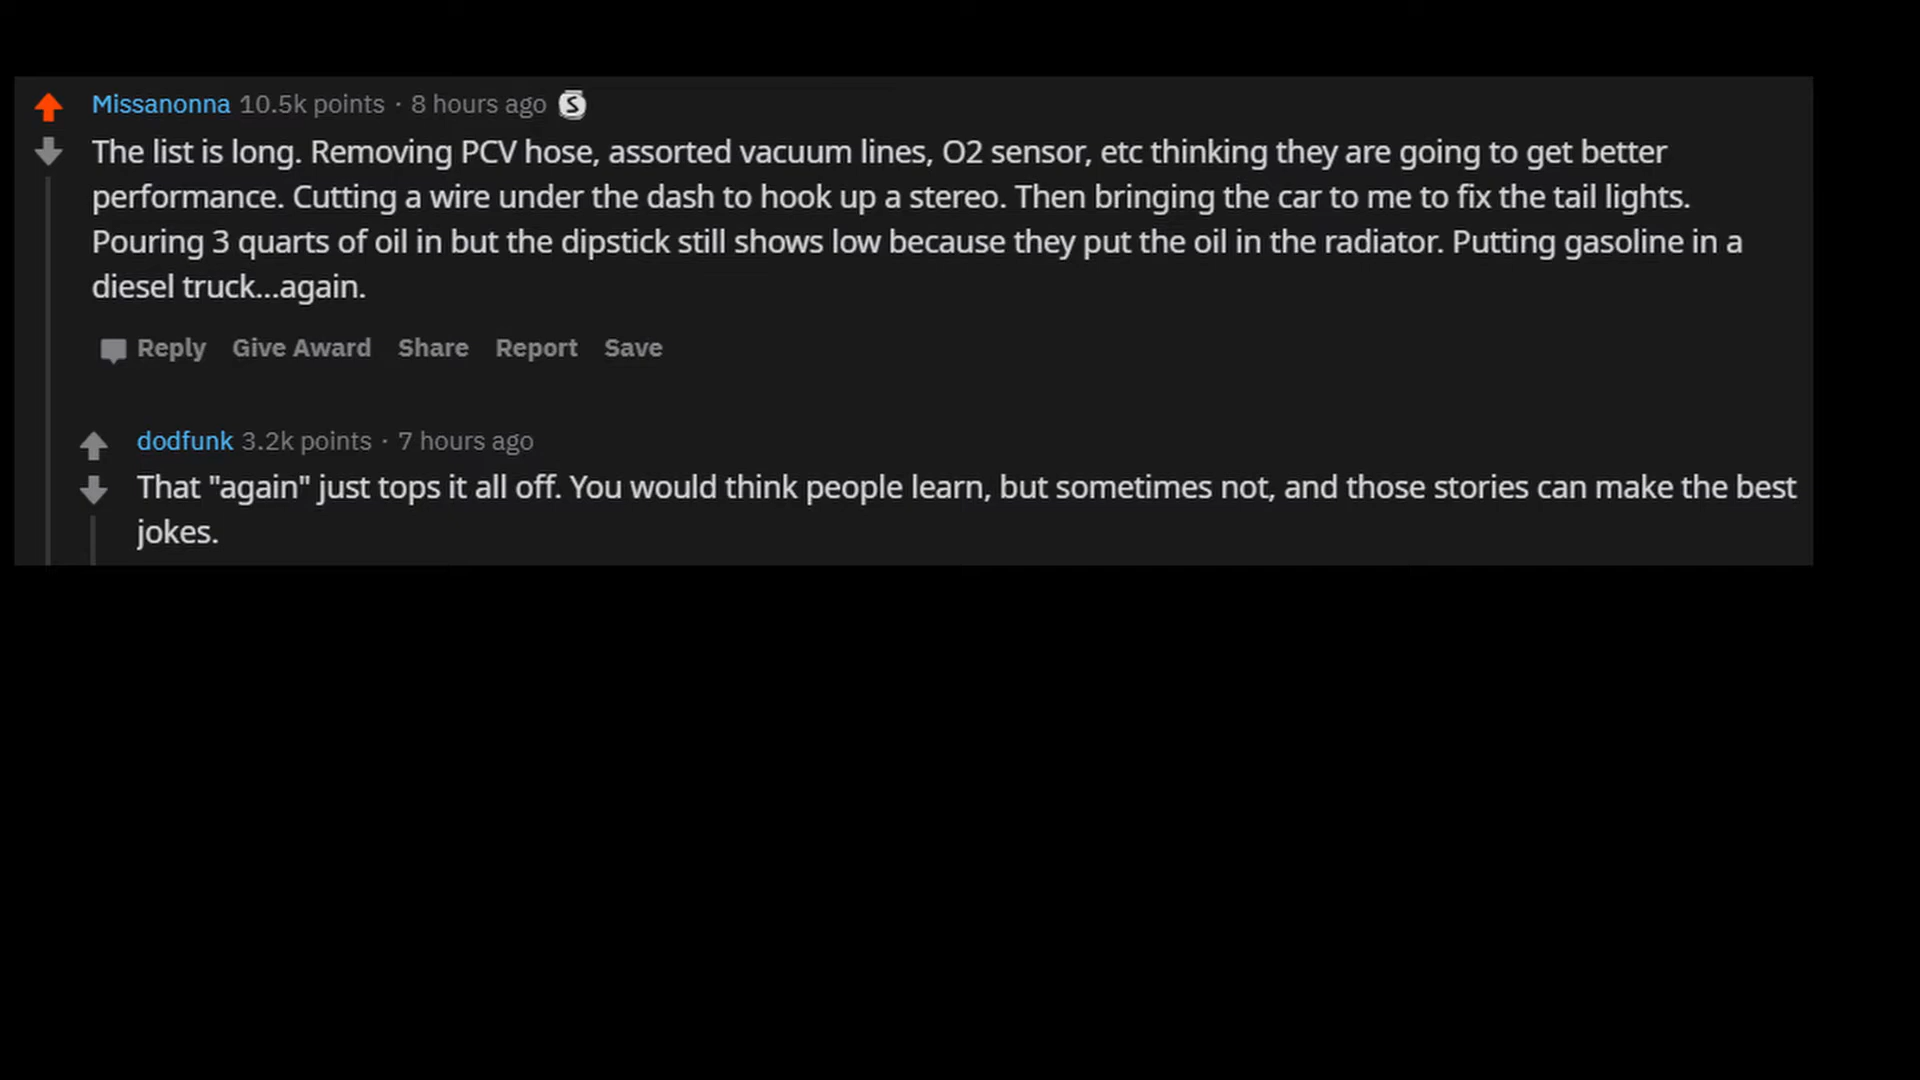 Missanonna 10.5k points · 8 hours ago S
The list is long. Removing PCV hose, assorted vacuum lines, O2 sensor, etc thinking they are going to get better
performance. Cutting a wire under the dash to hook up a stereo. Then bringing the car to me to fix the tail lights.
Pouring 3 quarts of oil in but the dipstick still shows low because they put the oil in the radiator. Putting gasoline in a
diesel truck...again.
Reply Give Award Share Report Save
dodfunk 3.2k points · 7 hours ago
That "again" just tops it all off. You would think people learn, but sometimes not, and those stories can make the best
jokes.